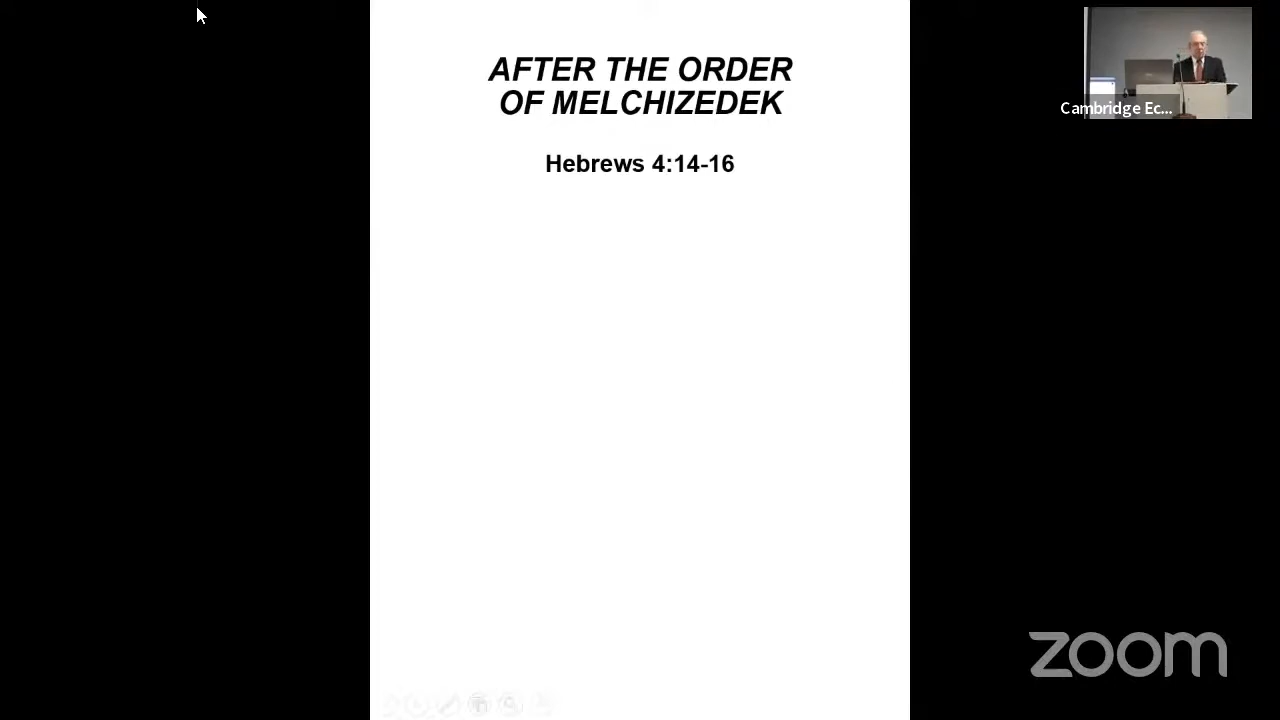 AFTER THE ORDER
OF MELCHIZEDEK
Hebrews 4:14-16
Cambridge Ec...
zoom